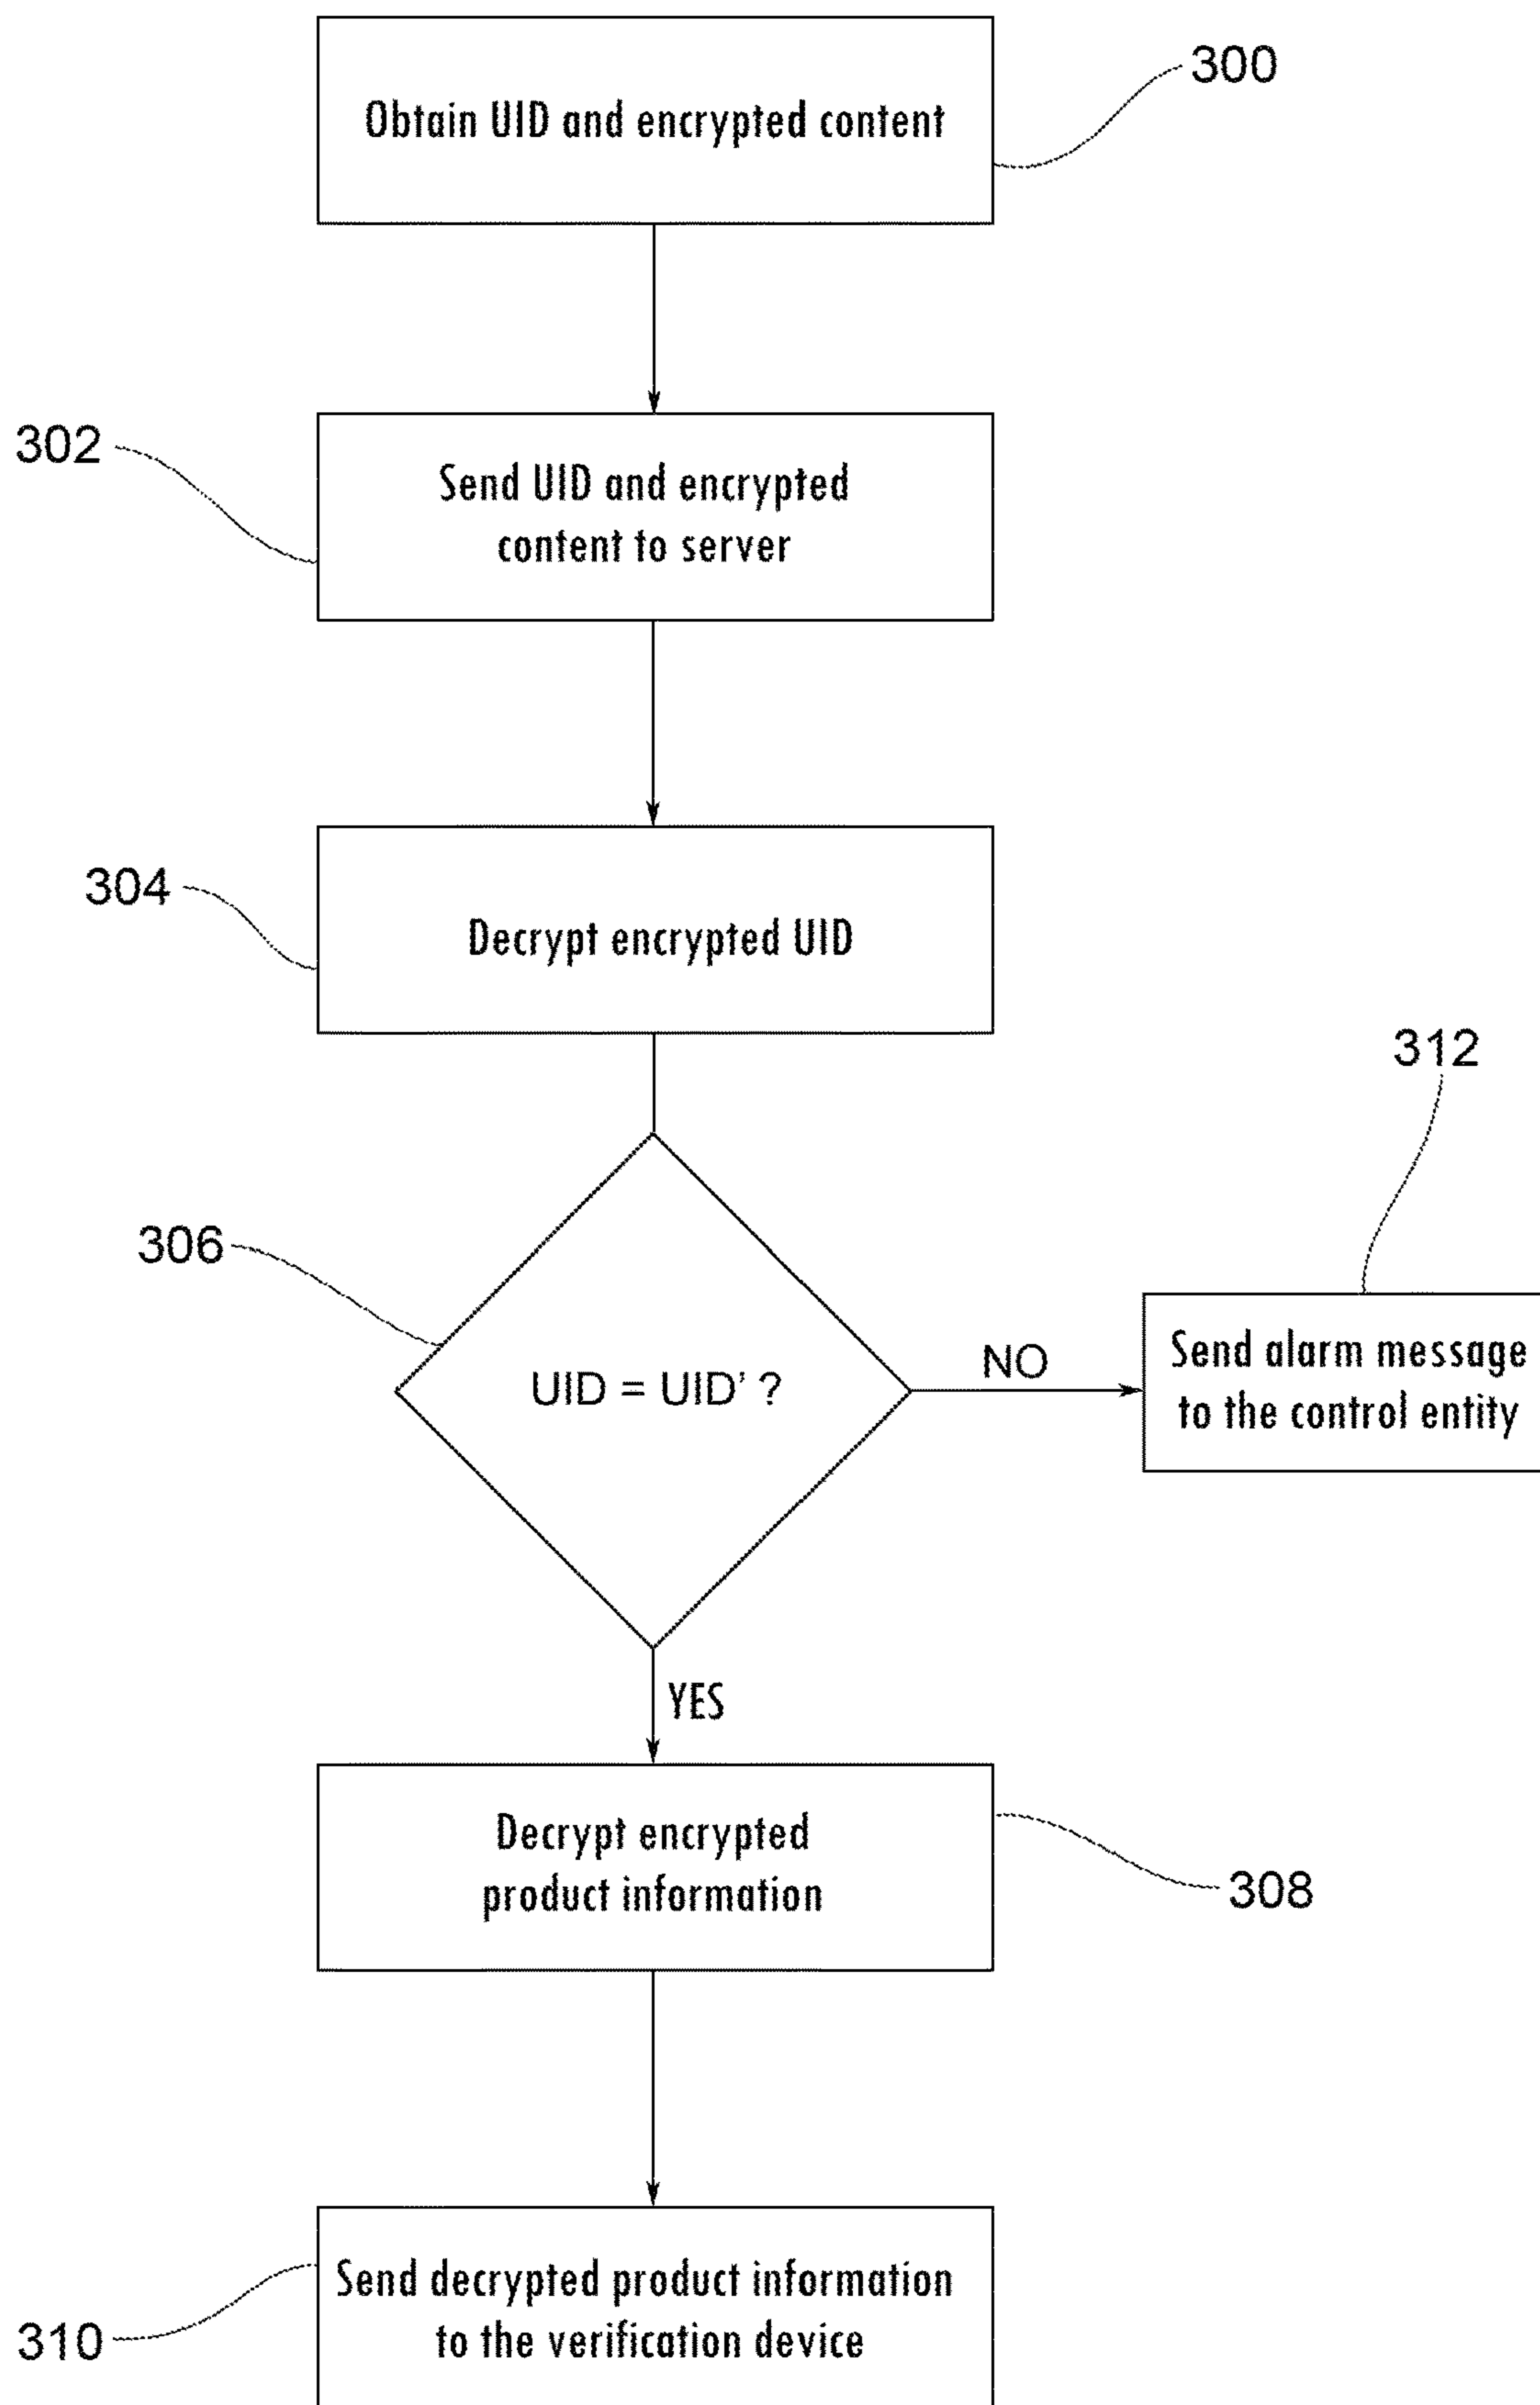 Obtain UID and encrypted content
300
302
Send UID and encrypted
content to server
304
Decrypt encrypted UID
312
306
UID = UID' ?
NO
Send alarm message
to the control entity
YES
Decrypt encrypted
product information
308
Send decrypted product information
to the verification device
310